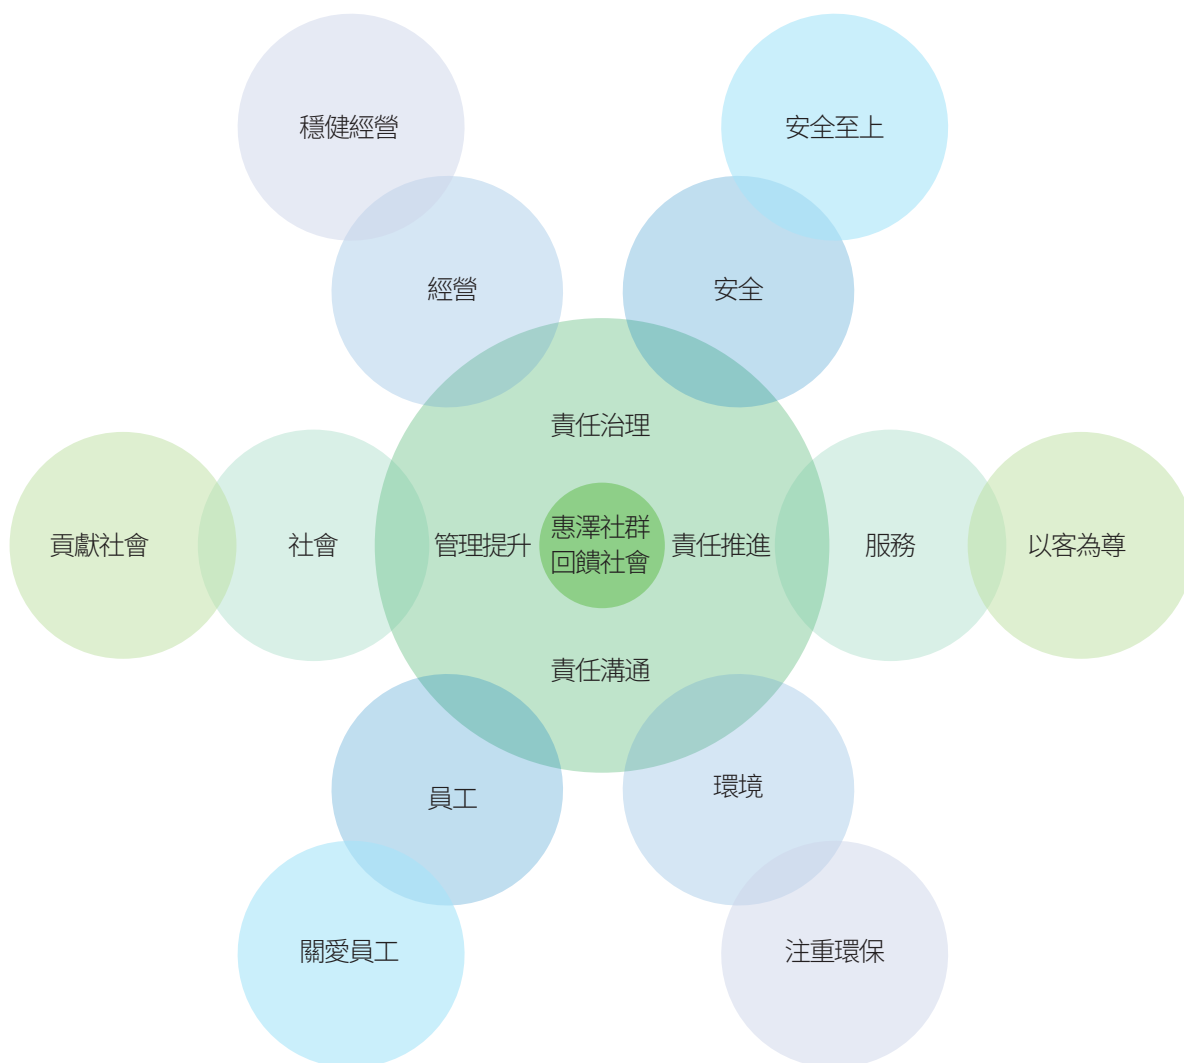 穩健經營
安全至上
經營
安全
責任治理
貢獻社會
社會
管理提升
惠澤社群
回饋社會
責任推進
服務
以客為尊
責任溝通
員工
環境
關愛員工
注重環保